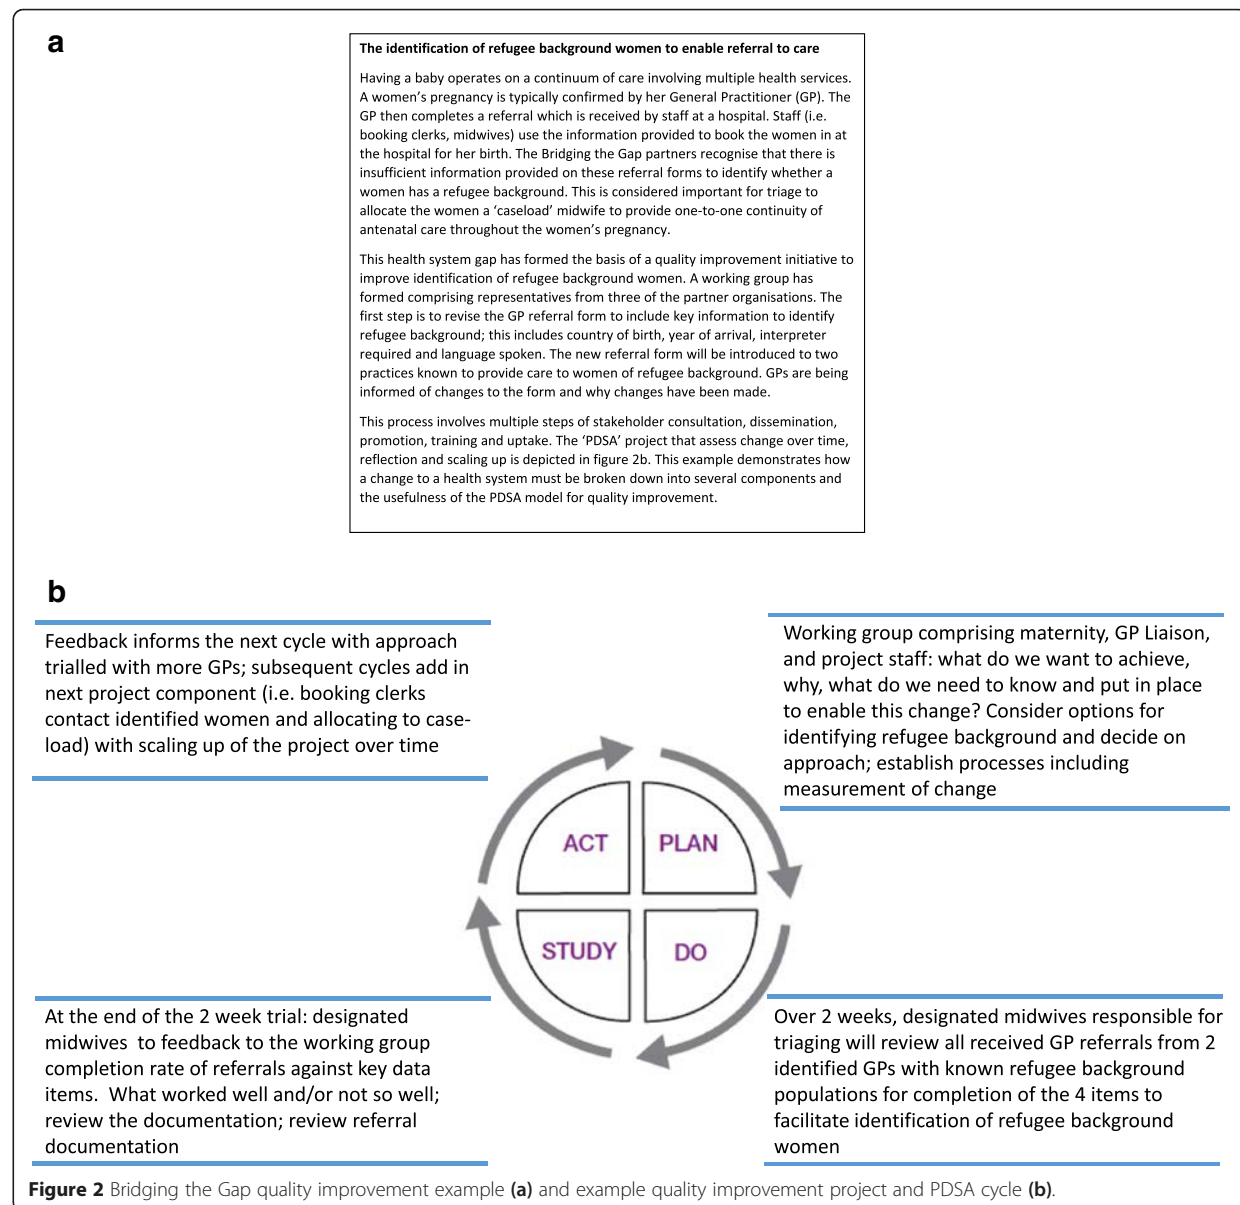 a
The identification of refugee background women to enable referral to care
Having a baby operates on a continuum of care involving multiple health services.
A women's pregnancy is typically confirmed by her General Practitioner (GP). The
GP then completes a referral which is received by staff at a hospital. Staff (i.e.
booking clerks, midwives) use the information provided to book the women in at
the hospital for her birth. The Bridging the Gap partners recognise that there is
insufficient information provided on these referral forms to identify whether a
women has a refugee background. This is considered important for triage to
allocate the women a 'caseload' midwife to provide one-to-one continuity of
antenatal care throughout the women's pregnancy.
This health system gap has formed the basis of a quality improvement initiative to
improve identification of refugee background women. A working group has
formed comprising representatives from three of the partner organisations. The
first step is to revise the GP referral form to include key information to identify
refugee background; this includes country of birth, year of arrival, interpreter
required and language spoken. The new referral form will be introduced to two
practices known to provide care to women of refugee background. GPs are being
informed of changes to the form and why changes have been made.
This process involves multiple steps of stakeholder consultation, dissemination,
promotion, training and uptake. The 'PDSA' project that assess change over time,
reflection and scaling up is depicted in figure 2b. This example demonstrates how
a change to a health system must be broken down into several components and
the usefulness of the PDSA model for quality improvement.
b
Feedback informs the next cycle with approach
trialled with more GPs; subsequent cycles add in
next project component (i.e. booking clerks
contact identified women and allocating to case-
load) with scaling up of the project over time
Working group comprising maternity, GP Liaison,
and project staff: what do we want to achieve,
why, what do we need to know and put in place
to enable this change? Consider options for
identifying refugee background and decide on
approach; establish processes including
measurement of change
ACT
PLAN
STUDY
DO
At the end of the 2 week trial: designated
midwives  to feedback to the working group
completion rate of referrals against key data
items.  What worked well and/or not so well;
review the documentation; review referral
documentation
Over 2 weeks, designated midwives responsible for
triaging will review all received GP referrals from 2
identified GPs with known refugee background
populations for completion of the 4 items to
facilitate identification of refugee background
women
Figure 2 Bridging the Gap quality improvement example (a) and example quality improvement project and PDSA cycle (b).